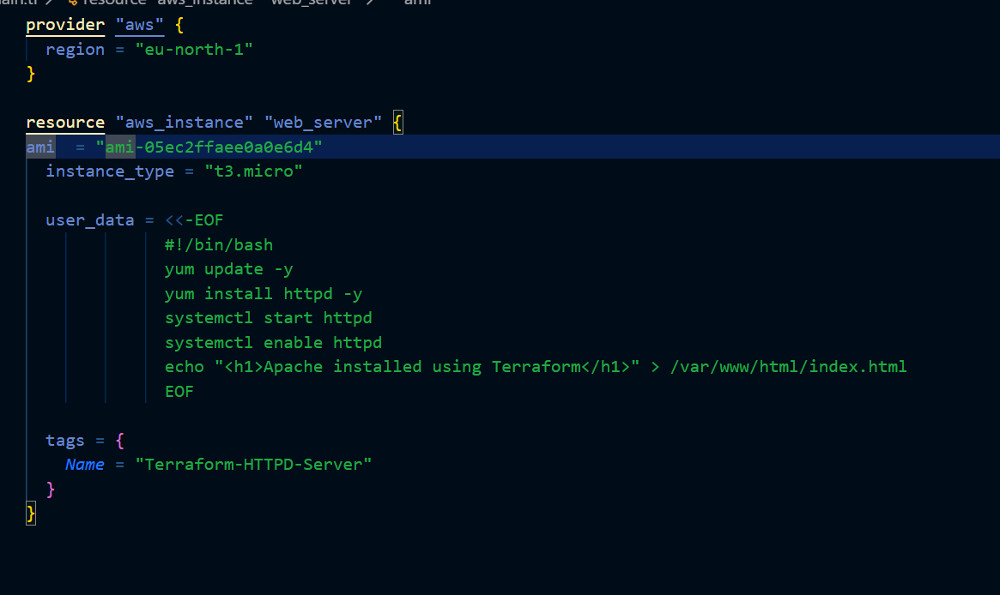 resource "aws_instance" "web_server" > ami
provider "aws" {
  region = "eu-north-1"
}
resource "aws_instance" "web_server" {
ami  = "ami-05ec2ffaee0a0e6d4"
  instance_type = "t3.micro"
  user_data = <<-EOF
              #!/bin/bash
              yum update -y
              yum install httpd -y
              systemctl start httpd
              systemctl enable httpd
              echo "<h1>Apache installed using Terraform</h1>" > /var/www/html/index.html
              EOF
  tags = {
    Name = "Terraform-HTTPD-Server"
  }
}